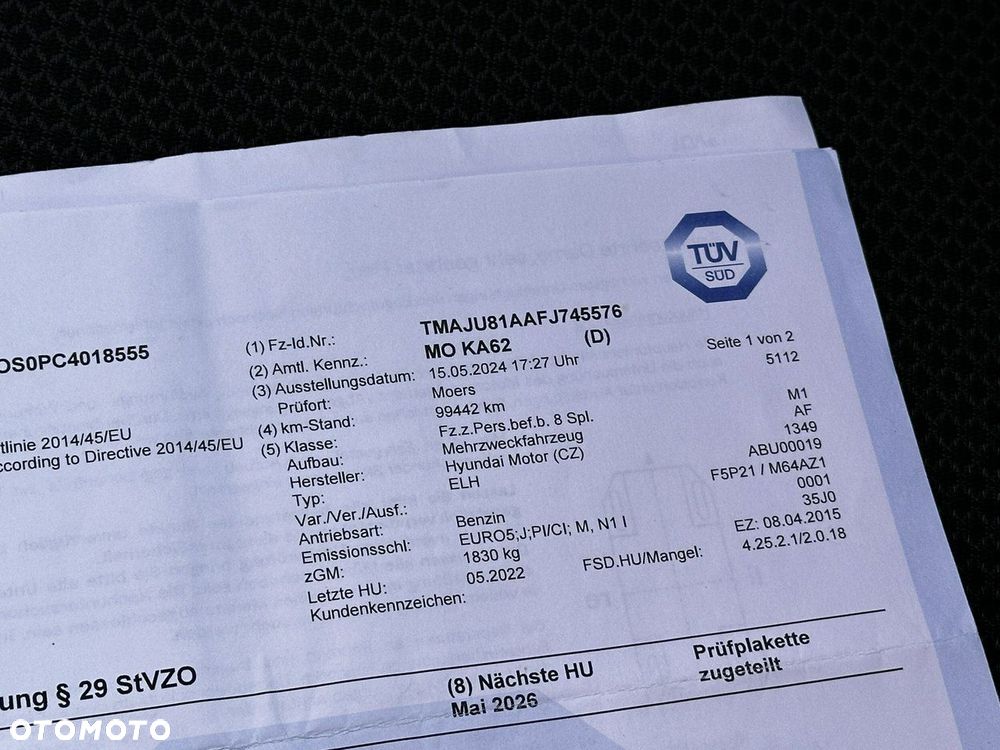 TÜV
SÜD
OS0PC4018555
(1) Fz-Id.Nr.: TMAJU81AAFJ745576
(2) Amtl. Kennz.: MO KA62 (D)
(3) Ausstellungsdatum: 15.05.2024 17:27 Uhr Seite 1 von 2
Prüfort: Moers 5112
(4) km-Stand: 99442 km
(5) Klasse: Fz.z.Pers.bef.b. 8 Spl. M1
Aufbau: Mehrzweckfahrzeug AF
Hersteller: Hyundai Motor (CZ) 1349
Typ: ELH ABU00019
Var./Ver./Ausf.: F5P21 / M64AZ1
Antriebsart: Benzin 0001
Emissionsschl: EURO5;J;PI/CI; M, N1 I 35J0
zGM: 1830 kg EZ: 08.04.2015
Letzte HU: 05.2022 FSD.HU/Mangel: 4.25.2.1/2.0.18
Kundenkennzeichen:
tlinie 2014/45/EU
ccording to Directive 2014/45/EU
ung § 29 StVZO
(8) Nächste HU
Mai 2026
Prüfplakette
zugeteilt
OTOMOTO